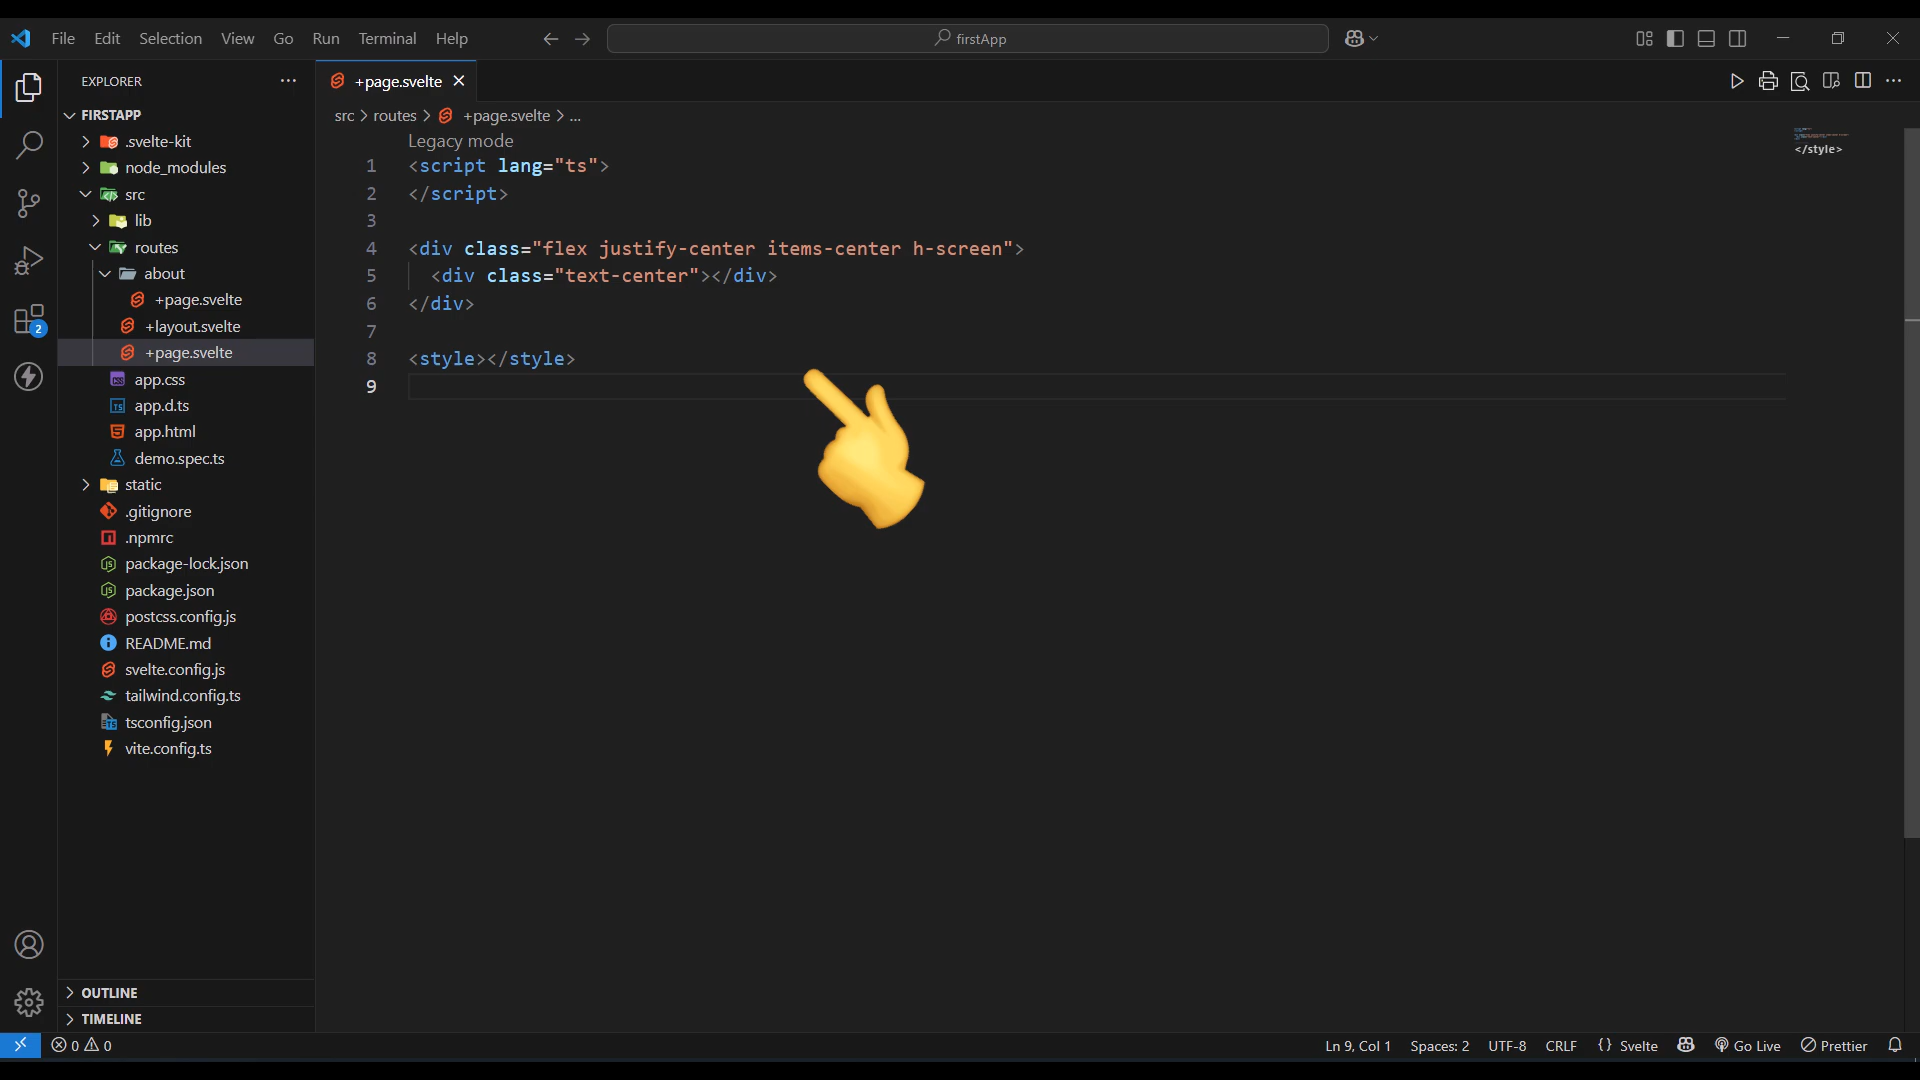 File Edit Selection View Go Run Terminal Help
firstApp
EXPLORER
FIRSTAPP
.svelte-kit
node_modules
src
lib
routes
about
+page.svelte
+layout.svelte
+page.svelte
app.css
app.d.ts
app.html
demo.spec.ts
static
.gitignore
.npmrc
package-lock.json
package.json
postcss.config.js
README.md
svelte.config.js
tailwind.config.ts
tsconfig.json
vite.config.ts
OUTLINE
TIMELINE
2
+page.svelte
src > routes > +page.svelte > ...
Legacy mode
1 <script lang="ts">
2 </script>
3
4 <div class="flex justify-center items-center h-screen">
5 <div class="text-center"></div>
6 </div>
7
8 <style></style>
9
</style>
0 0 Ln 9, Col 1 Spaces: 2 UTF-8 CRLF {} Svelte Go Live Prettier